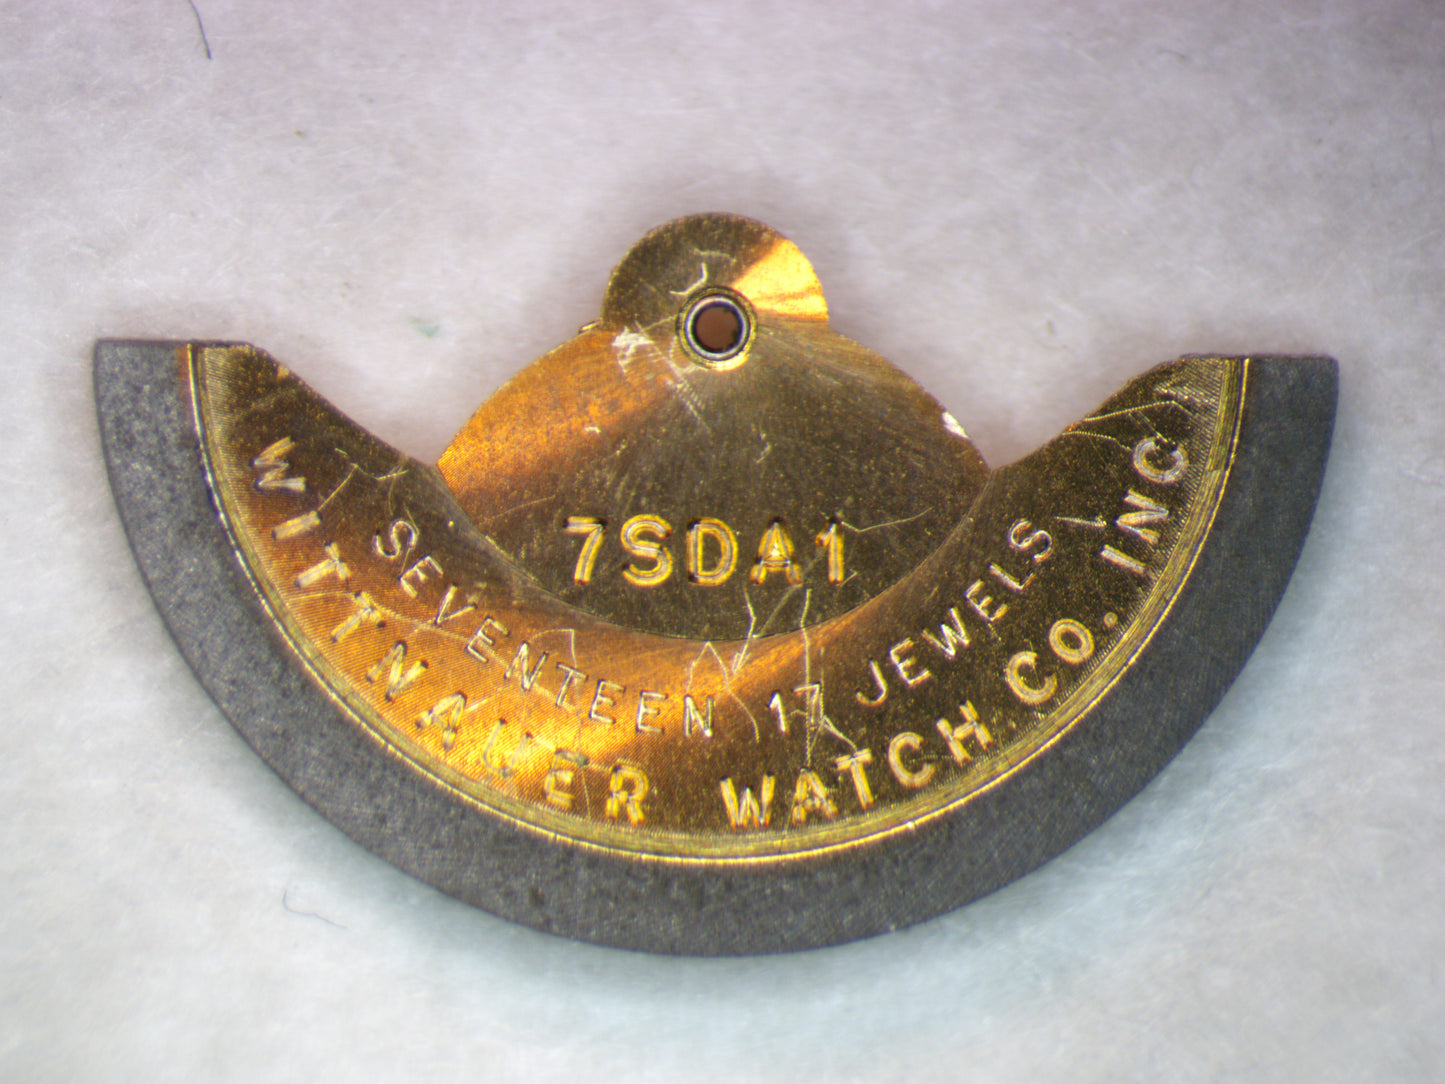 7SDA1
SEVENTEEN 17 JEWELS
WITTNAUER WATCH CO. INC